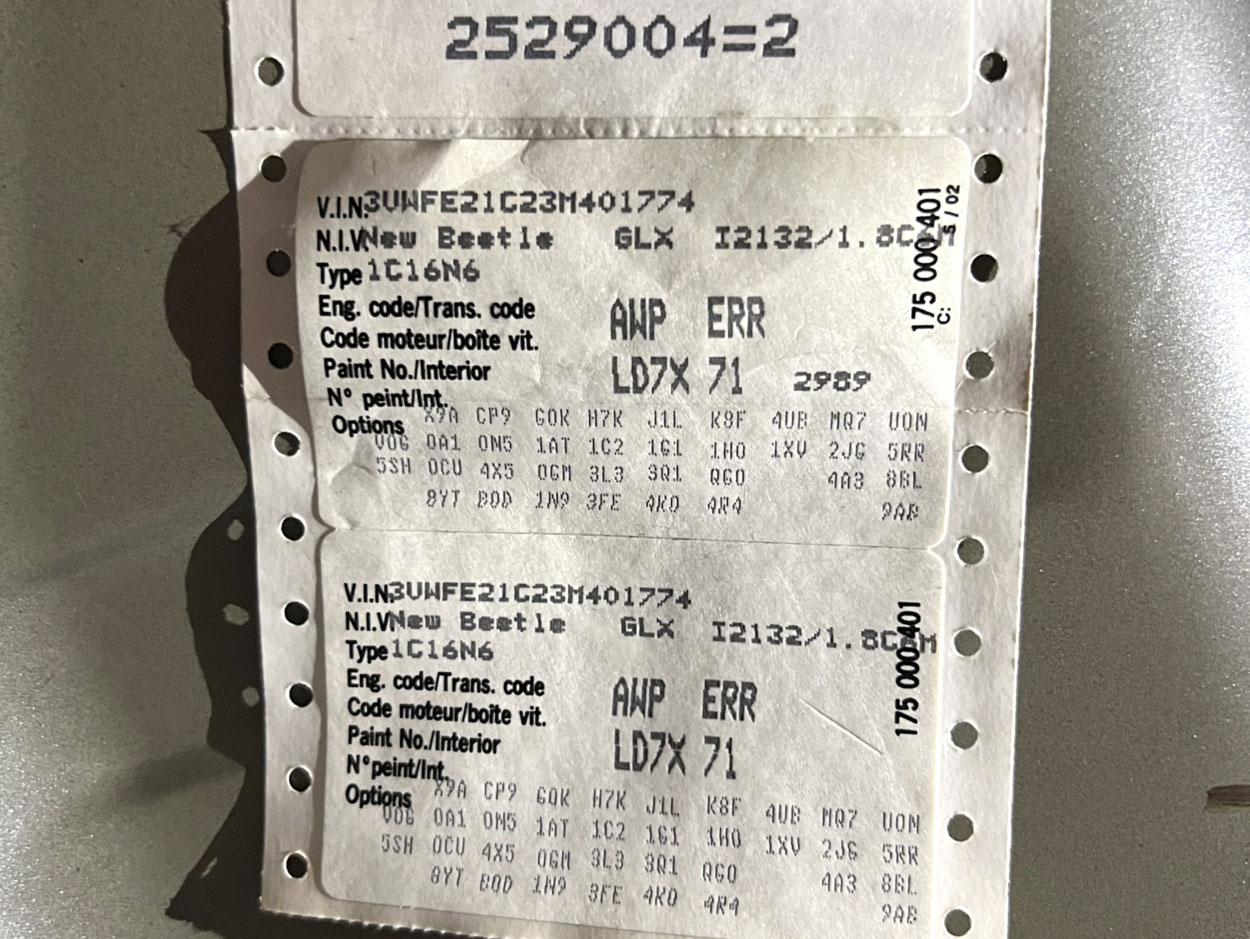 2529004=2
V.I.N. 3VWFE21C23M401774
N.I.V. New Beetle GLX I2132/1.8
Type 1C16N6
Eng. code/Trans. code AWP ERR
Code moteur/boîte vit.
Paint No./Interior LD7X 71 2989
N° peint/Int.
Options X9A CP9 G0K H7K J1L K8F 4UB MQ7 U0N
V0G 0A1 0N5 1AT 1C2 1G1 1H0 1XV 2JG 5RR
5SH 0CU 4X5 0GM 3L3 3Q1 QG0 4A3 8BL
8YT B0D 1N9 3FE 4K0 4R4 9AB
175 000 401
C: 5 / 02
V.I.N. 3VWFE21C23M401774
N.I.V. New Beetle GLX I2132/1.8
Type 1C16N6
Eng. code/Trans. code AWP ERR
Code moteur/boîte vit.
Paint No./Interior LD7X 71
N° peint/Int.
Options X9A CP9 G0K H7K J1L K8F 4UB MQ7 U0N
V0G 0A1 0N5 1AT 1C2 1G1 1H0 1XV 2JG 5RR
5SH 0CU 4X5 0GM 3L3 3Q1 QG0 4A3 8BL
8YT B0D 1N9 3FE 4K0 4R4 9AB
175 000 401